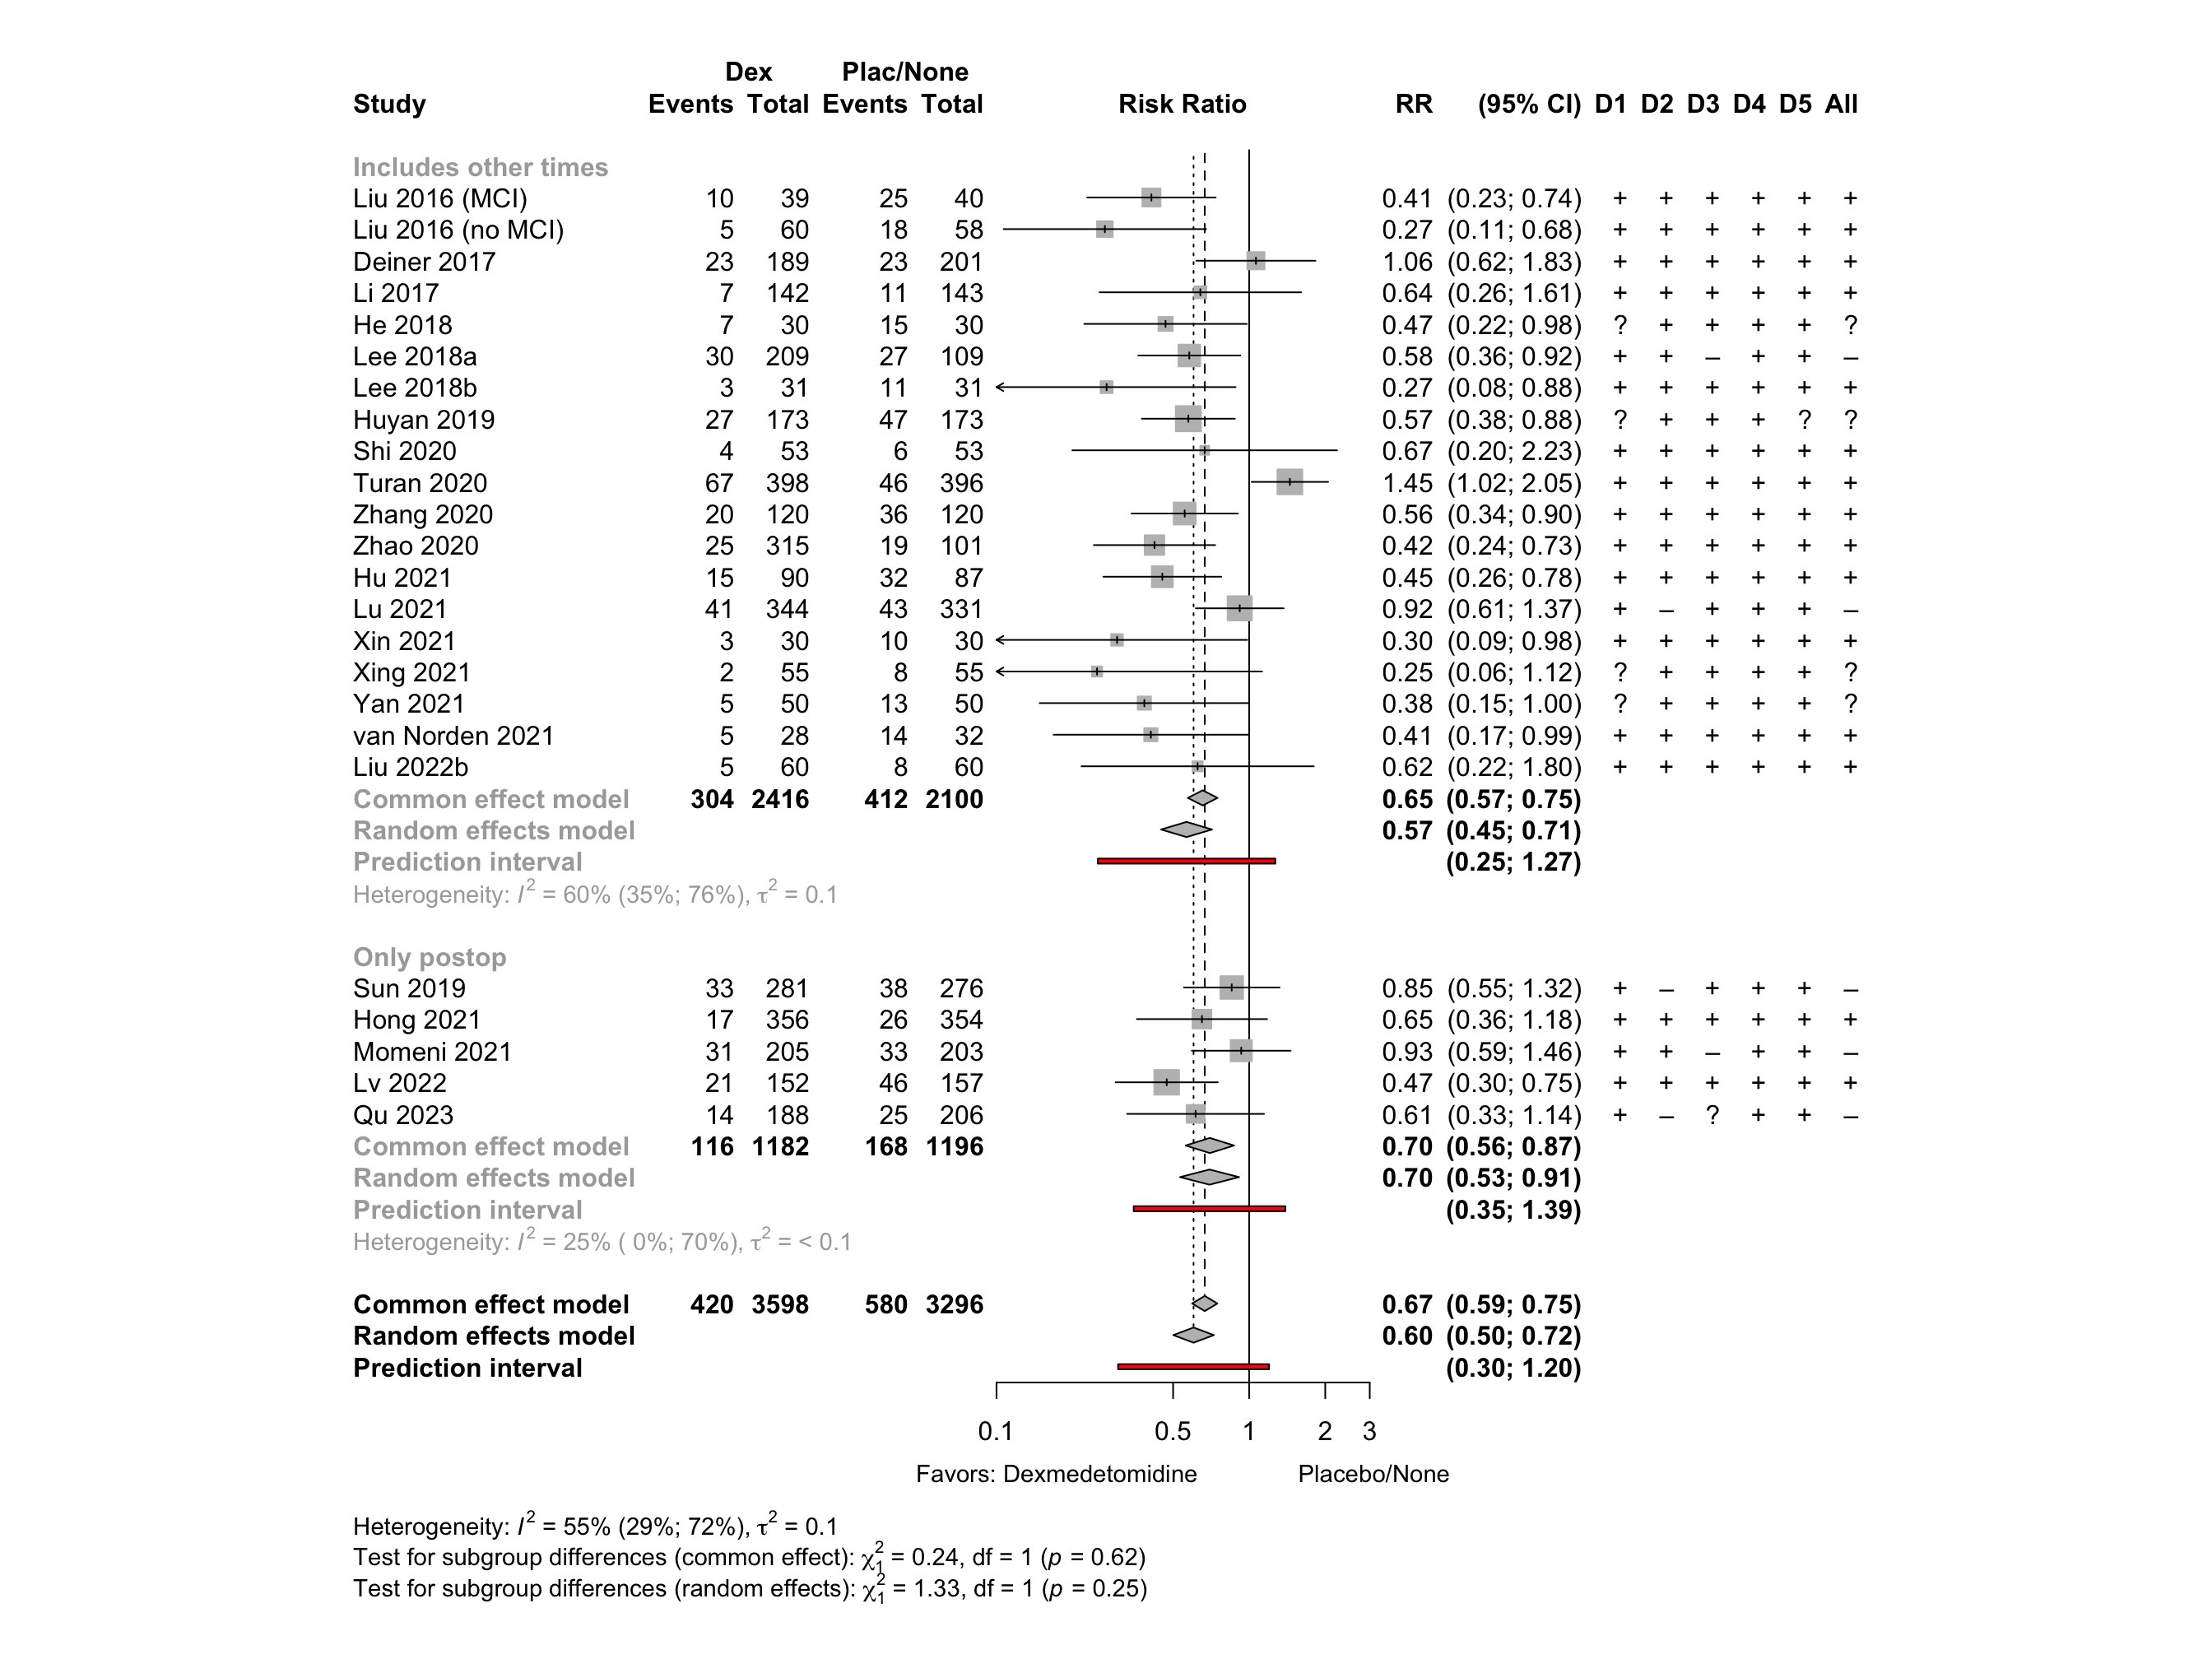 Dex Plac/None
Study Events Total Events Total Risk Ratio RR (95% CI) D1 D2 D3 D4 D5 All
Includes other times
Liu 2016 (MCI) 10 39 25 40 0.41 (0.23; 0.74) + + + + + +
Liu 2016 (no MCI) 5 60 18 58 0.27 (0.11; 0.68) + + + + + +
Deiner 2017 23 189 23 201 1.06 (0.62; 1.83) + + + + + +
Li 2017 7 142 11 143 0.64 (0.26; 1.61) + + + + + +
He 2018 7 30 15 30 0.47 (0.22; 0.98) ? + + + + ?
Lee 2018a 30 209 27 109 0.58 (0.36; 0.92) + + – + + –
Lee 2018b 3 31 11 31 0.27 (0.08; 0.88) + + + + + +
Huyan 2019 27 173 47 173 0.57 (0.38; 0.88) ? + + + ? ?
Shi 2020 4 53 6 53 0.67 (0.20; 2.23) + + + + + +
Turan 2020 67 398 46 396 1.45 (1.02; 2.05) + + + + + +
Zhang 2020 20 120 36 120 0.56 (0.34; 0.90) + + + + + +
Zhao 2020 25 315 19 101 0.42 (0.24; 0.73) + + + + + +
Hu 2021 15 90 32 87 0.45 (0.26; 0.78) + + + + + +
Lu 2021 41 344 43 331 0.92 (0.61; 1.37) + – + + + –
Xin 2021 3 30 10 30 0.30 (0.09; 0.98) + + + + + +
Xing 2021 2 55 8 55 0.25 (0.06; 1.12) ? + + + + ?
Yan 2021 5 50 13 50 0.38 (0.15; 1.00) ? + + + + ?
van Norden 2021 5 28 14 32 0.41 (0.17; 0.99) + + + + + +
Liu 2022b 5 60 8 60 0.62 (0.22; 1.80) + + + + + +
Common effect model 304 2416 412 2100 0.65 (0.57; 0.75)
Random effects model 0.57 (0.45; 0.71)
Prediction interval (0.25; 1.27)
Heterogeneity: I² = 60% (35%; 76%), τ² = 0.1
Only postop
Sun 2019 33 281 38 276 0.85 (0.55; 1.32) + – + + + –
Hong 2021 17 356 26 354 0.65 (0.36; 1.18) + + + + + +
Momeni 2021 31 205 33 203 0.93 (0.59; 1.46) + + – + + –
Lv 2022 21 152 46 157 0.47 (0.30; 0.75) + + + + + +
Qu 2023 14 188 25 206 0.61 (0.33; 1.14) + – ? + + –
Common effect model 116 1182 168 1196 0.70 (0.56; 0.87)
Random effects model 0.70 (0.53; 0.91)
Prediction interval (0.35; 1.39)
Heterogeneity: I² = 25% ( 0%; 70%), τ² = < 0.1
Common effect model 420 3598 580 3296 0.67 (0.59; 0.75)
Random effects model 0.60 (0.50; 0.72)
Prediction interval (0.30; 1.20)
0.1 0.5 1 2 3
Favors: Dexmedetomidine Placebo/None
Heterogeneity: I² = 55% (29%; 72%), τ² = 0.1
Test for subgroup differences (common effect): χ²₁ = 0.24, df = 1 (p = 0.62)
Test for subgroup differences (random effects): χ²₁ = 1.33, df = 1 (p = 0.25)